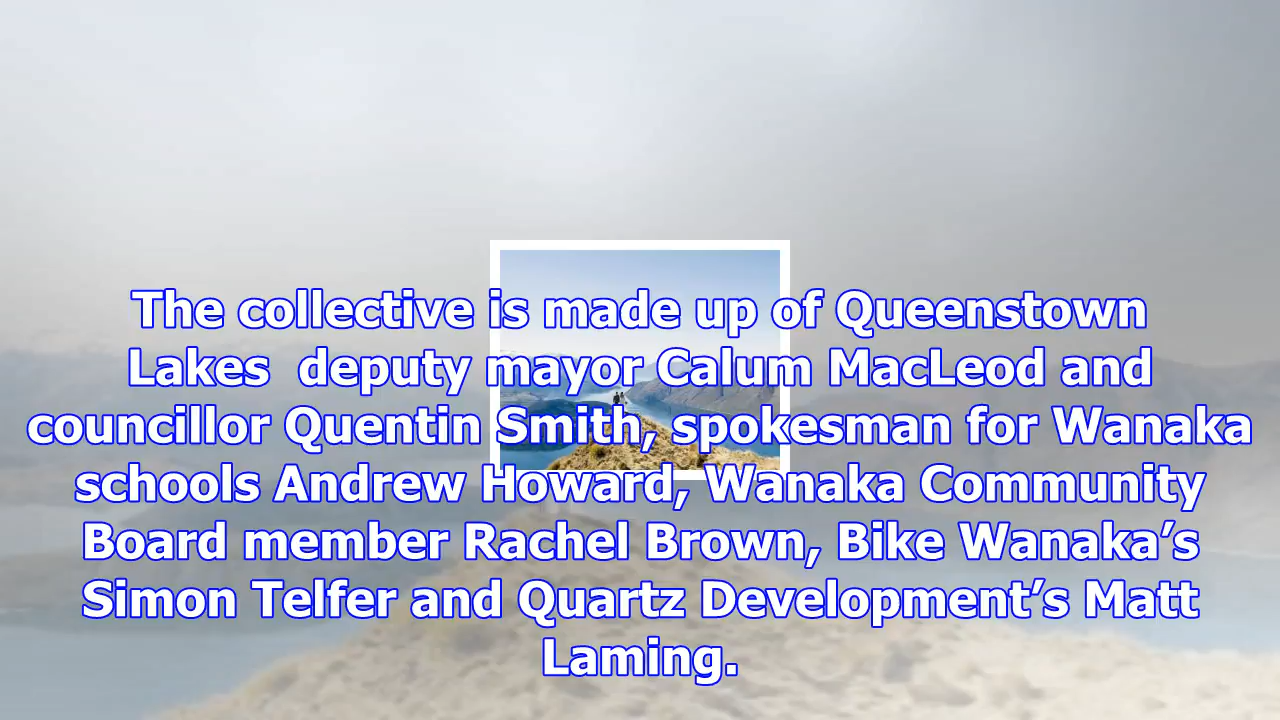 The collective is made up of Queenstown
Lakes  deputy mayor Calum MacLeod and
councillor Quentin Smith, spokesman for Wanaka
schools Andrew Howard, Wanaka Community
Board member Rachel Brown, Bike Wanaka’s
Simon Telfer and Quartz Development’s Matt
Laming.